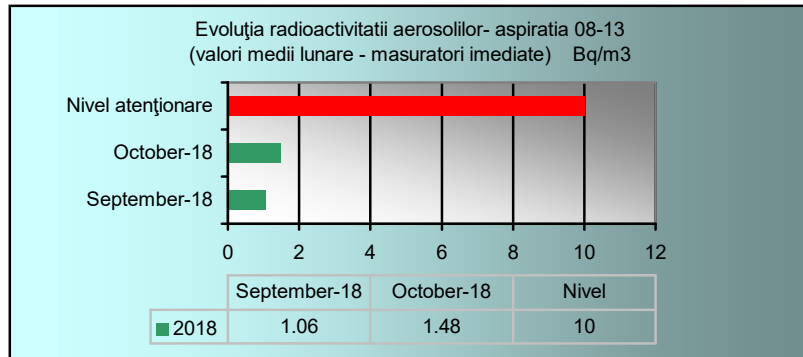 Evoluţia radioactivitatii aerosolilor- aspiratia 08-13
(valori medii lunare - masuratori imediate) Bq/m3
Nivel atenţionare
October-18
September-18
0 2 4 6 8 10 12
September-18 October-18 Nivel
2018 1.06 1.48 10